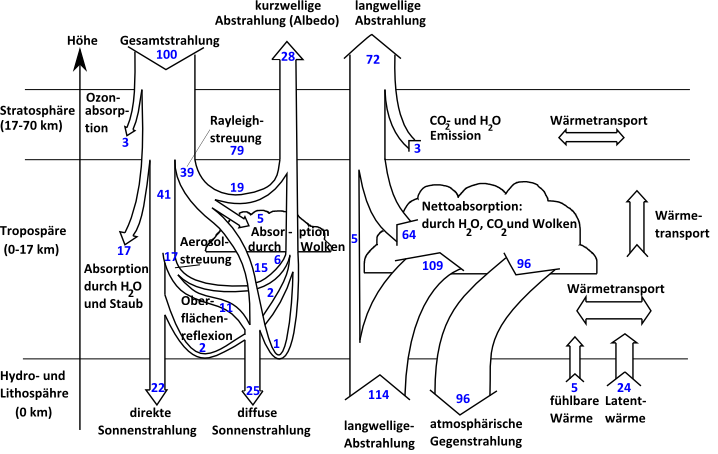 kurzwellige
Abstrahlung (Albedo)
langwellige
Abstrahlung
Höhe
Gesamtstrahlung
100
28
72
Stratosphäre
(17-70 km)
Ozon-
absorp-
tion
3
Rayleigh-
streuung
79
CO2- und H2O
Emission
3
Wärmetransport
39
19
41
5
Nettoabsorption:
durch H2O, CO2 und Wolken
64
5
Tropospäre
(0-17 km)
Wärme-
transport
17
Absorption
durch H2O
und Staub
17
Aerosol-
streuung
Absorption
durch Wolken
6
15
2
109
96
Wärmetransport
11
Ober-
flächen-
reflexion
2
1
Hydro- und
Lithospähre
(0 km)
22
25
114
96
5
24
direkte
Sonnenstrahlung
diffuse
Sonnenstrahlung
langwellige-
Abstrahlung
atmosphärische
Gegenstrahlung
fühlbare
Wärme
Latent-
wärme